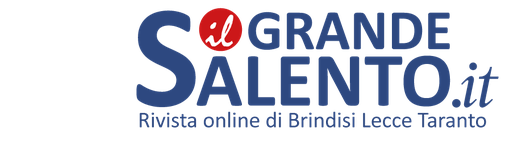 il GRANDE
SALENTO.it
Rivista online di Brindisi Lecce Taranto